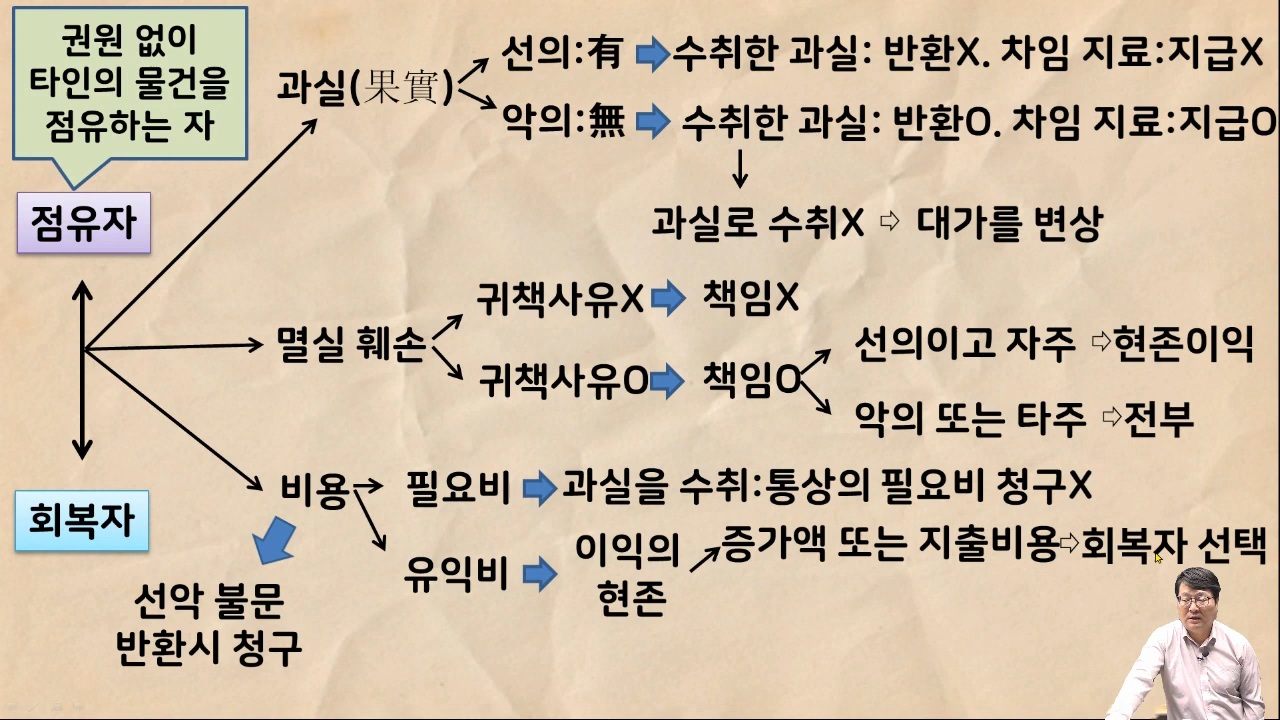 권원 없이
타인의 물건을
점유하는 자
점유자
회복자
과실(果實)
선의:有 수취한 과실: 반환X. 차임 지료:지급X
악의:無 수취한 과실: 반환O. 차임 지료:지급O
과실로 수취X ⇨ 대가를 변상
멸실 훼손
귀책사유X 책임X
귀책사유O 책임O
선의이고 자주 ⇨현존이익
악의 또는 타주 ⇨전부
비용
필요비 과실을 수취:통상의 필요비 청구X
유익비
이익의
현존
증가액 또는 지출비용⇨회복자 선택
선악 불문
반환시 청구